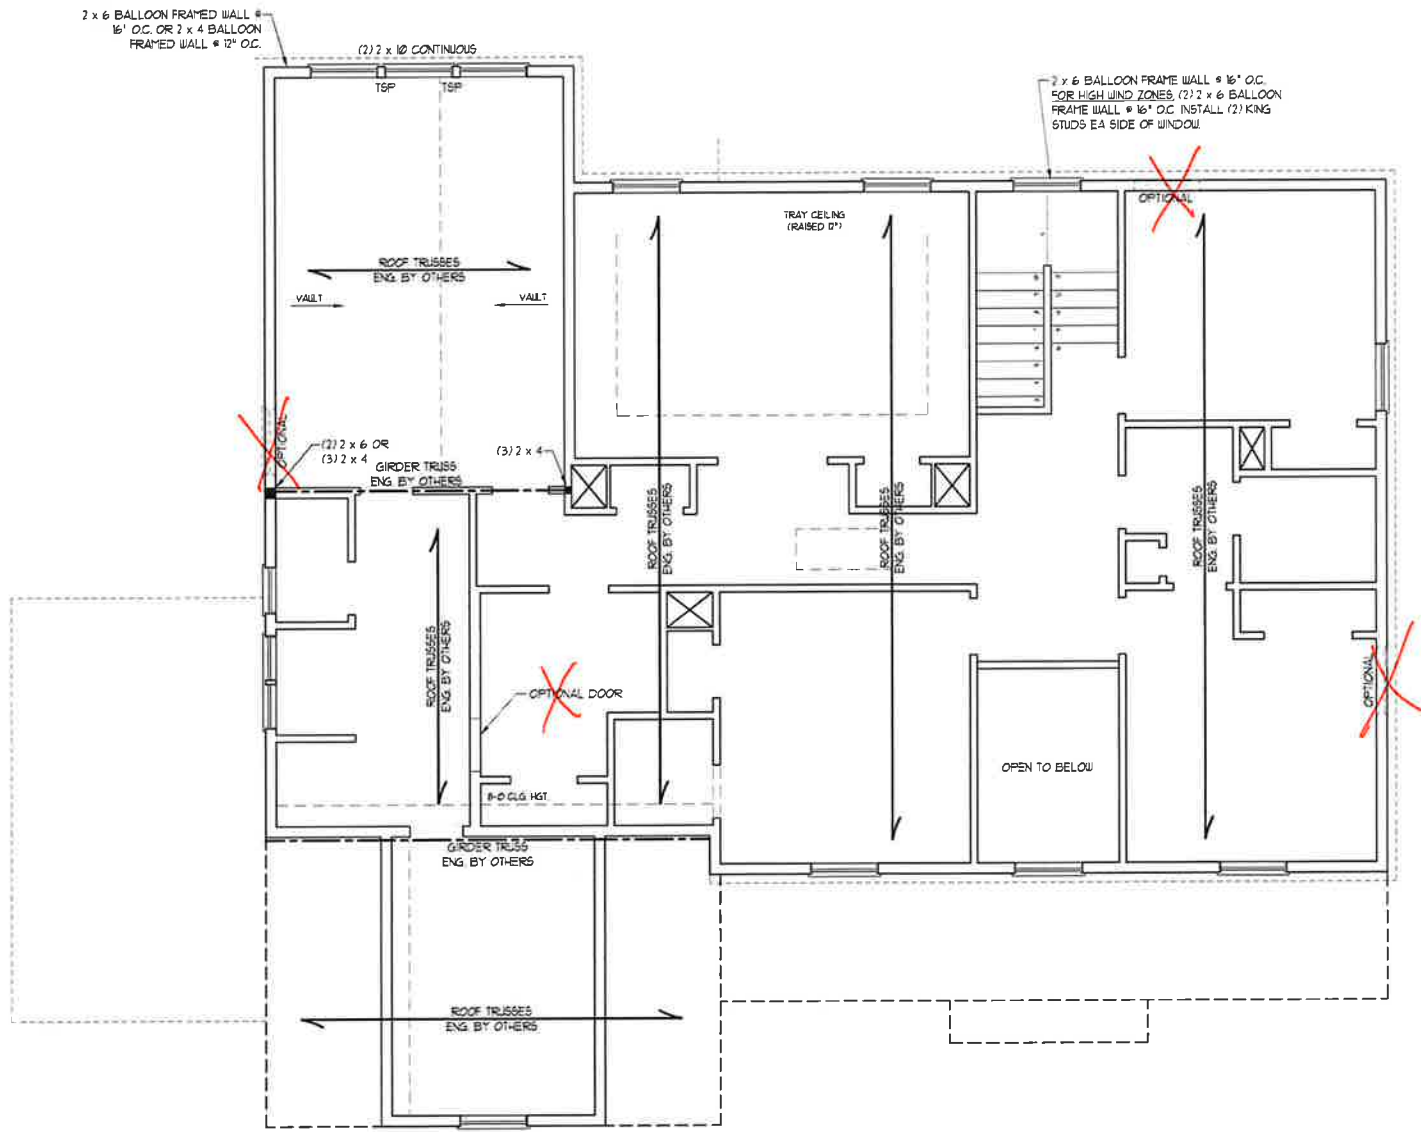 2 x 6 BALLOON FRAMED WALL @
16' O.C. OR 2 x 4 BALLOON
FRAMED WALL @ 12" O.C.
(2) 2 x 10 CONTINUOUS
TSP
TSP
2 x 6 BALLOON FRAME WALL @ 16" O.C.
FOR HIGH WIND ZONES, (2) 2 x 6 BALLOON
FRAME WALL @ 16" O.C. INSTALL (2) KING
STUDS EA SIDE OF WINDOW.
OPTIONAL
TRAY CEILING
(RAISED 12")
ROOF TRUSSES
ENG. BY OTHERS
VAULT
VAULT
OPTIONAL
(2) 2 x 6 OR
(3) 2 x 4
GIRDER TRUSS
ENG. BY OTHERS
(3) 2 x 4
ROOF TRUSSES
ENG. BY OTHERS
ROOF TRUSSES
ENG. BY OTHERS
ROOF TRUSSES
ENG. BY OTHERS
ROOF TRUSSES
ENG. BY OTHERS
OPTIONAL DOOR
OPTIONAL
OPEN TO BELOW
8-0 CLG. HGT.
GIRDER TRUSS
ENG. BY OTHERS
ROOF TRUSSES
ENG. BY OTHERS